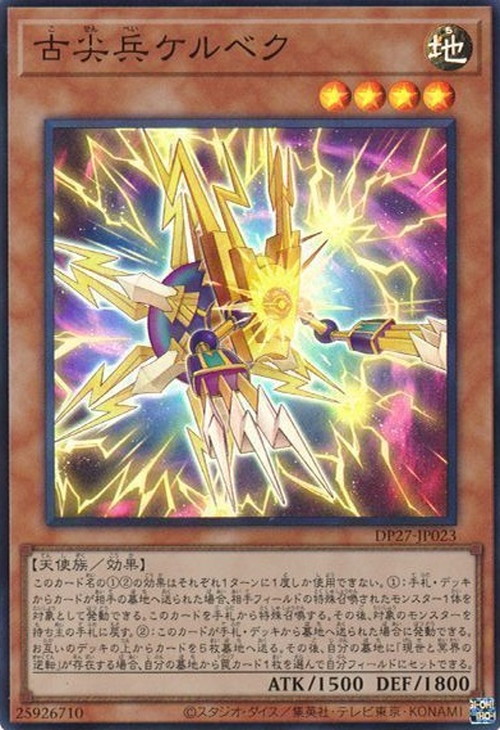 古尖兵ケルベク
地
DP27-JP023
【天使族／効果】
このカード名の①②の効果はそれぞれ1ターンに1度しか使用できない。①：手札・デッキ
からカードが相手の墓地へ送られた場合、相手フィールドの特殊召喚されたモンスター1体を
対象として発動できる。このカードを手札から特殊召喚する。その後、対象のモンスターを
持ち主の手札に戻す。②：このカードが手札・デッキから墓地へ送られた場合に発動できる。
お互いのデッキの上からカードを5枚墓地へ送る。その後、自分の墓地に「現世と冥界の
逆転」が存在する場合、自分の墓地から罠カード1枚を選んで自分フィールドにセットできる。
ATK/1500 DEF/1800
25926710 ©スタジオ・ダイス／集英社・テレビ東京・KONAMI